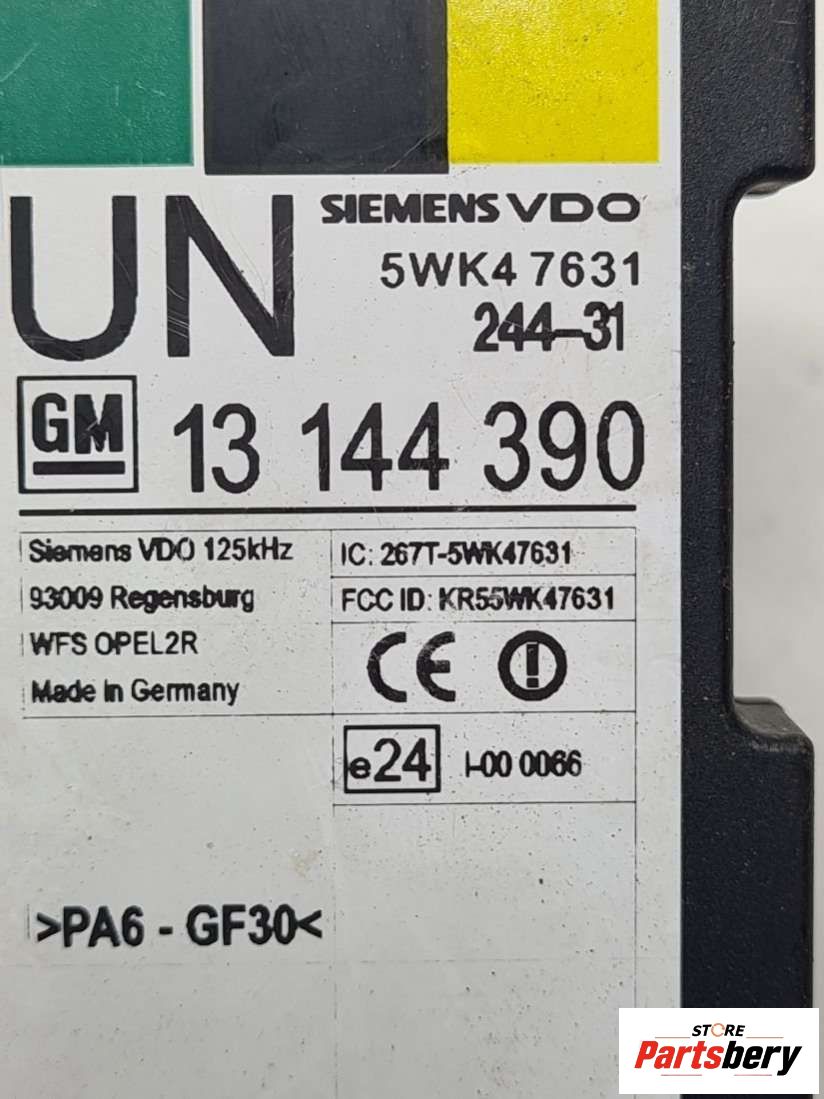 UN
SIEMENS VDO
5WK4 7631
244-31
GM 13 144 390
Siemens VDO 125kHz
IC: 267T-5WK47631
93009 Regensburg
FCC ID: KR55WK47631
WFS OPEL2R
CE
Made in Germany
e24 I-00 0066
>PA6 - GF30<
STORE
Partsbery